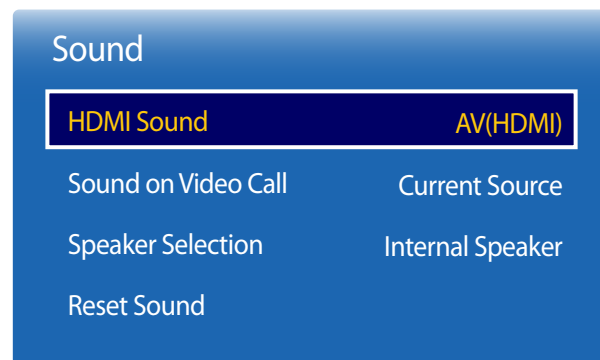 Sound
HDMI Sound AV(HDMI)
Sound on Video Call Current Source
Speaker Selection Internal Speaker
Reset Sound